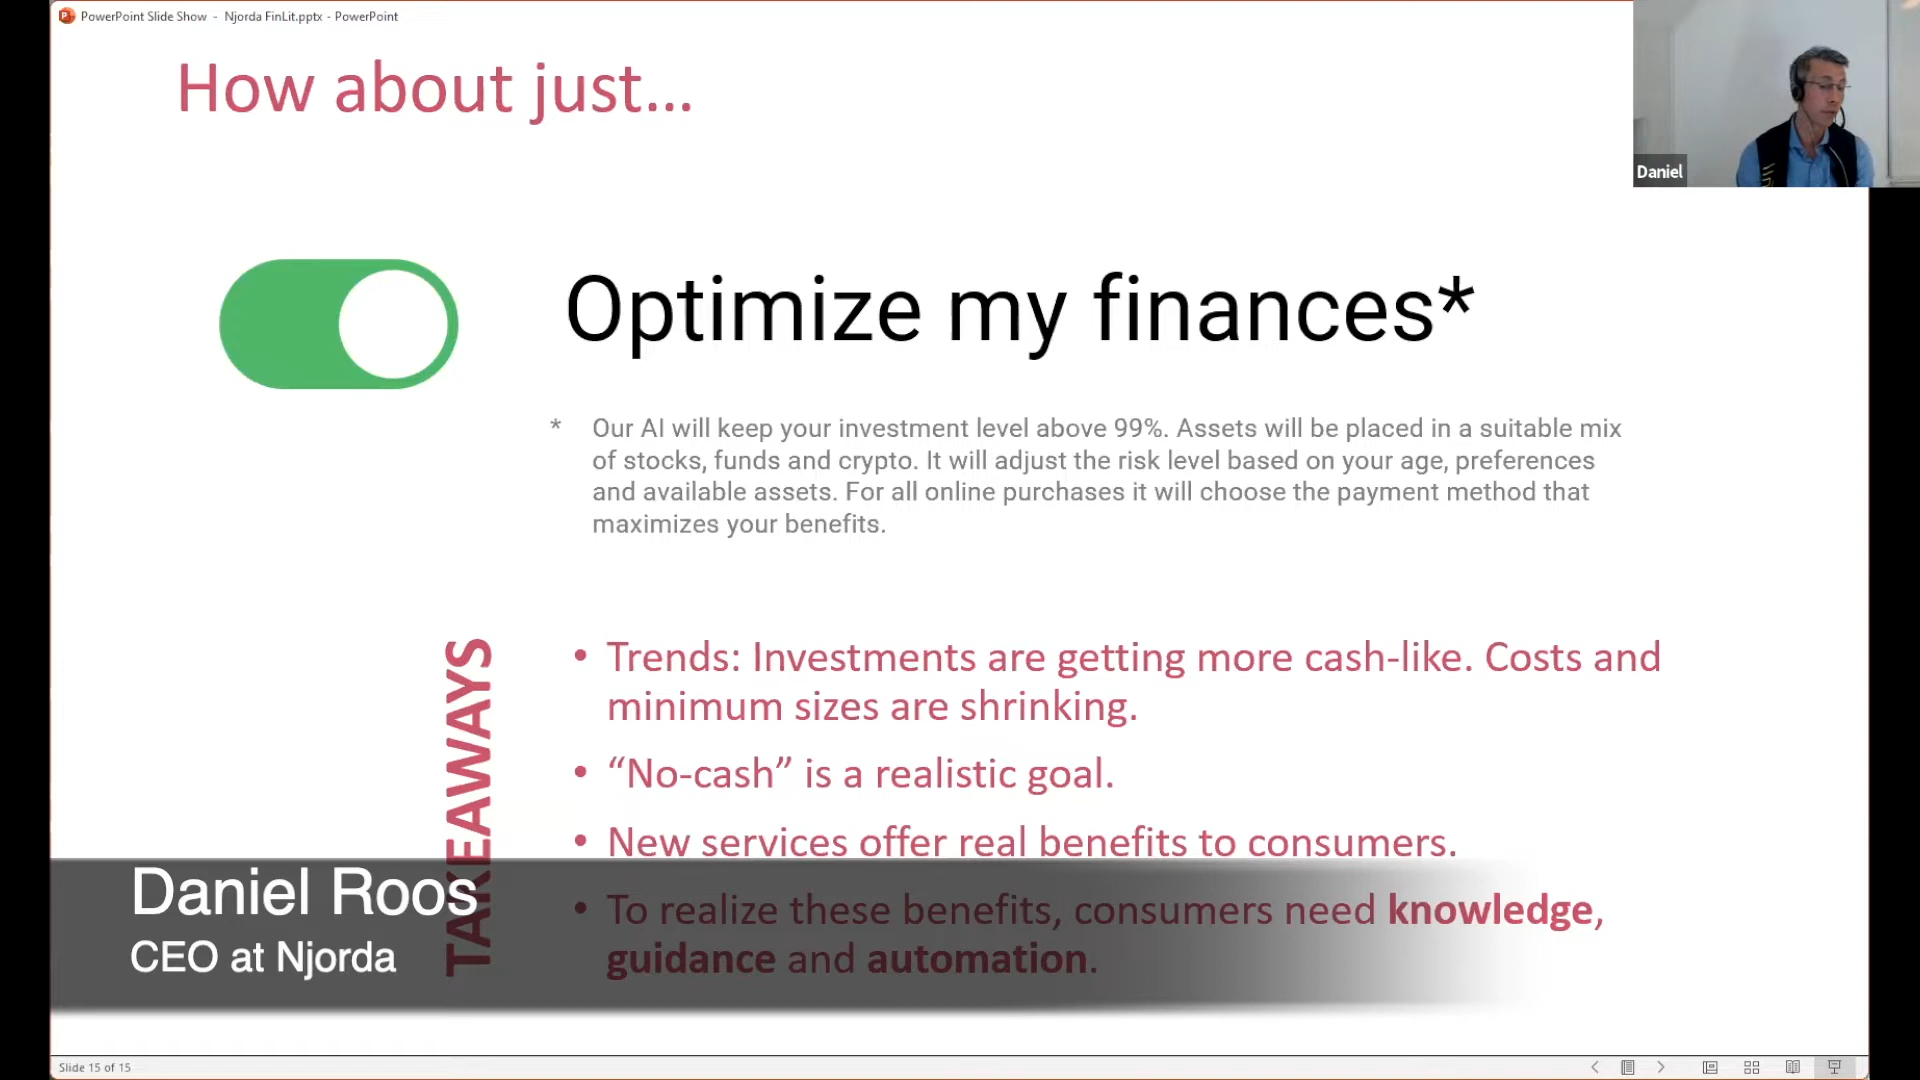 PowerPoint Slide Show - Njorda FinLit.pptx - PowerPoint
How about just...
Daniel
Optimize my finances*
* Our AI will keep your investment level above 99%. Assets will be placed in a suitable mix
of stocks, funds and crypto. It will adjust the risk level based on your age, preferences
and available assets. For all online purchases it will choose the payment method that
maximizes your benefits.
TAKEAWAYS
• Trends: Investments are getting more cash-like. Costs and
minimum sizes are shrinking.
• “No-cash” is a realistic goal.
• New services offer real benefits to consumers.
• To realize these benefits, consumers need knowledge,
guidance and automation.
Daniel Roos
CEO at Njorda
Slide 15 of 15